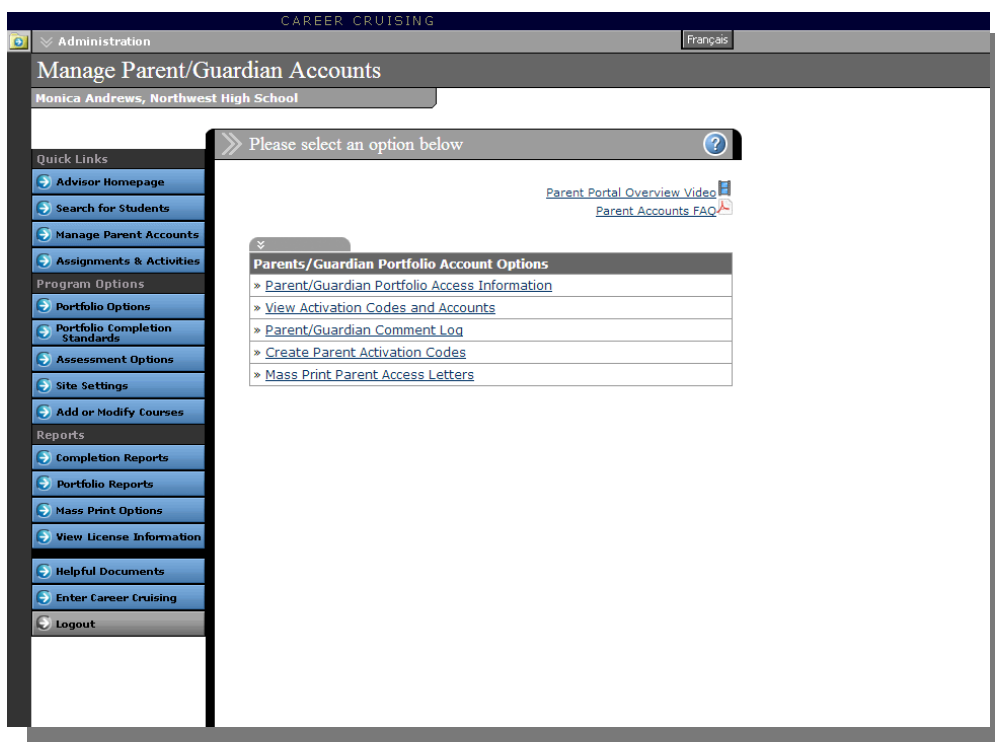 CAREER CRUISING
Administration
Français
Manage Parent/Guardian Accounts
Monica Andrews, Northwest High School
Please select an option below
?
Quick Links
Advisor Homepage
Search for Students
Manage Parent Accounts
Assignments & Activities
Program Options
Portfolio Options
Portfolio Completion
Standards
Assessment Options
Site Settings
Add or Modify Courses
Reports
Completion Reports
Portfolio Reports
Mass Print Options
View License Information
Helpful Documents
Enter Career Cruising
Logout
Parent Portal Overview Video
Parent Accounts FAQ
Parents/Guardian Portfolio Account Options
» Parent/Guardian Portfolio Access Information
» View Activation Codes and Accounts
» Parent/Guardian Comment Log
» Create Parent Activation Codes
» Mass Print Parent Access Letters